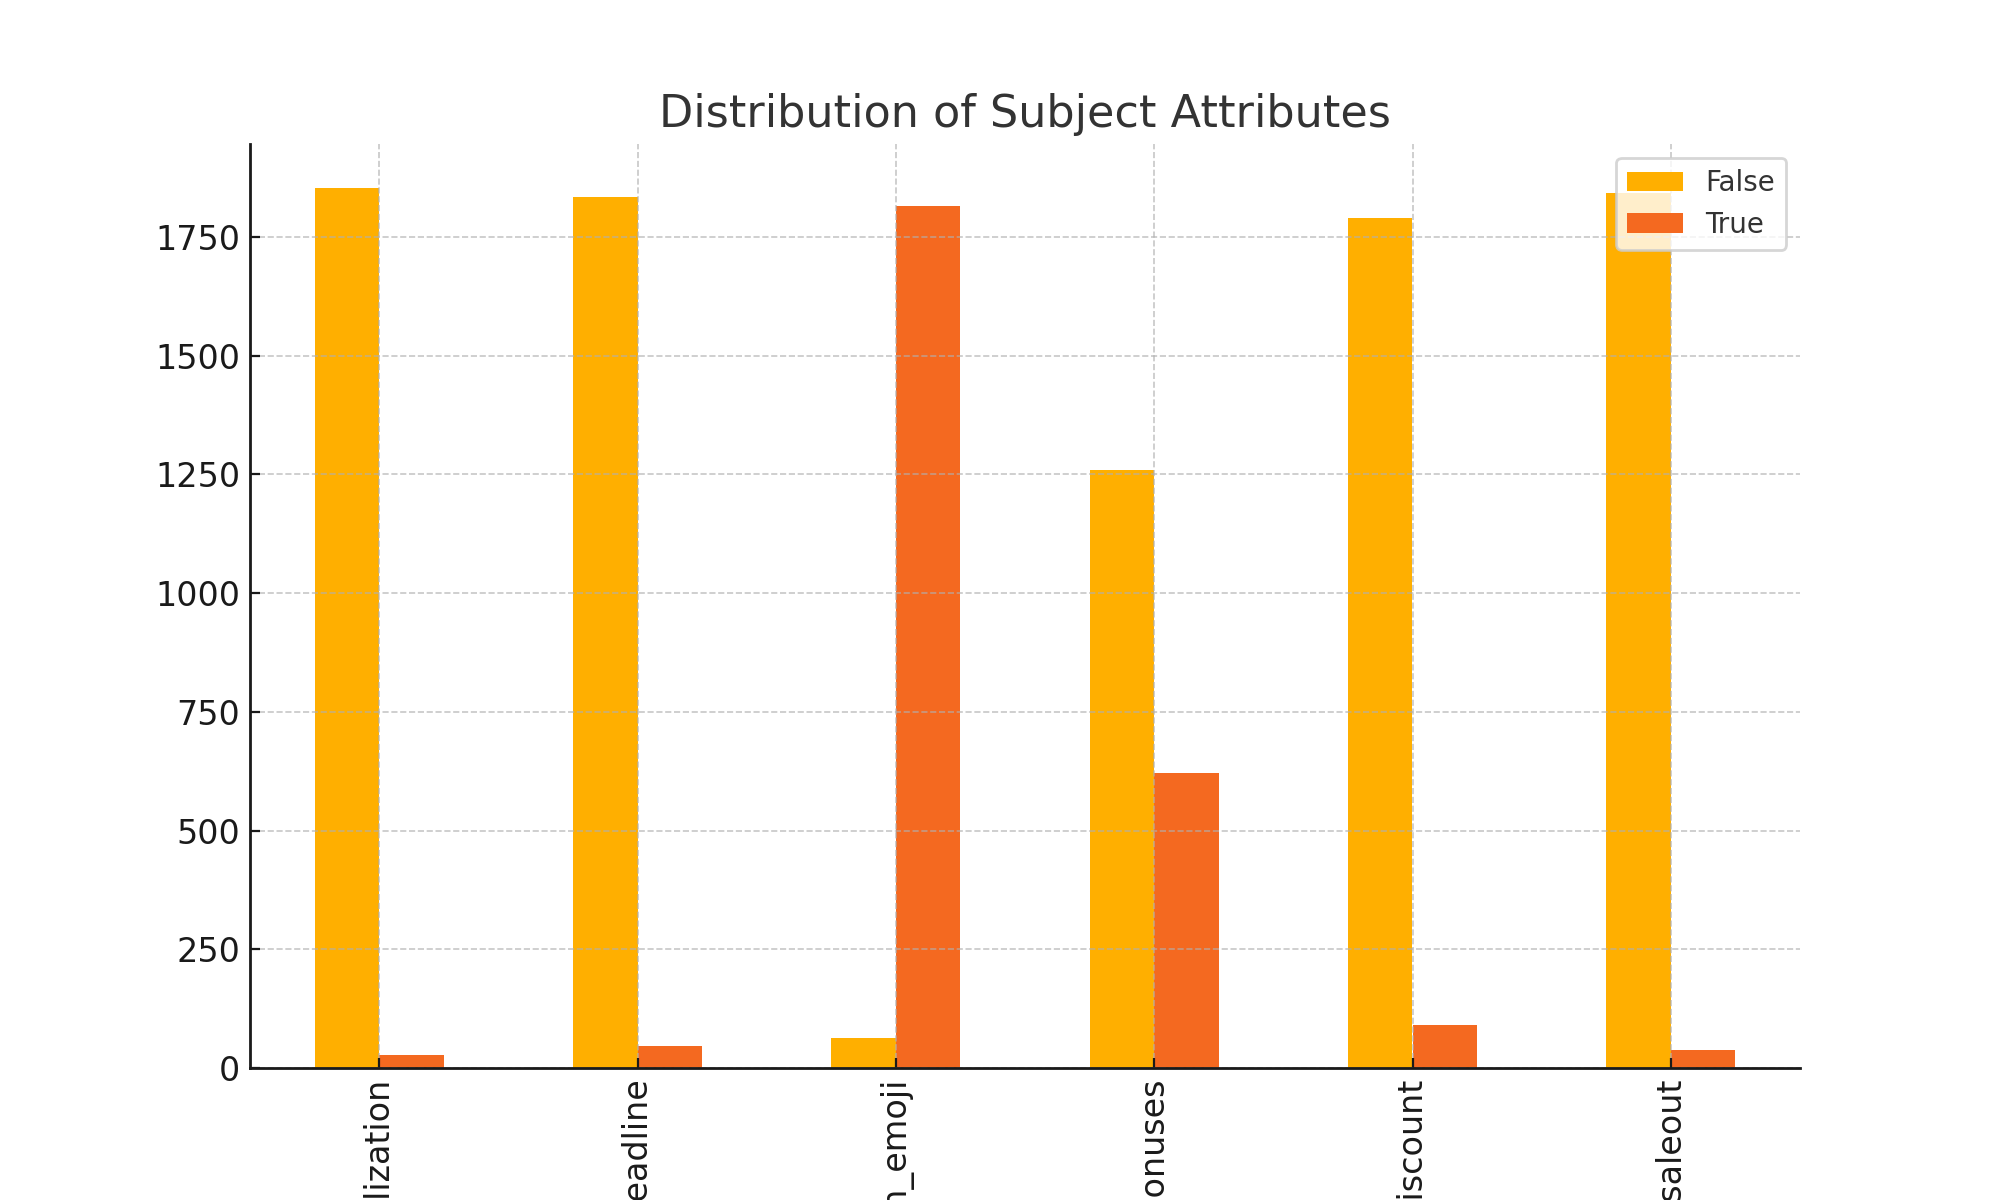 Distribution of Subject Attributes
False
True
1750
1500
1250
1000
750
500
250
0
lization
eadline
_emoji
onuses
iscount
saleout